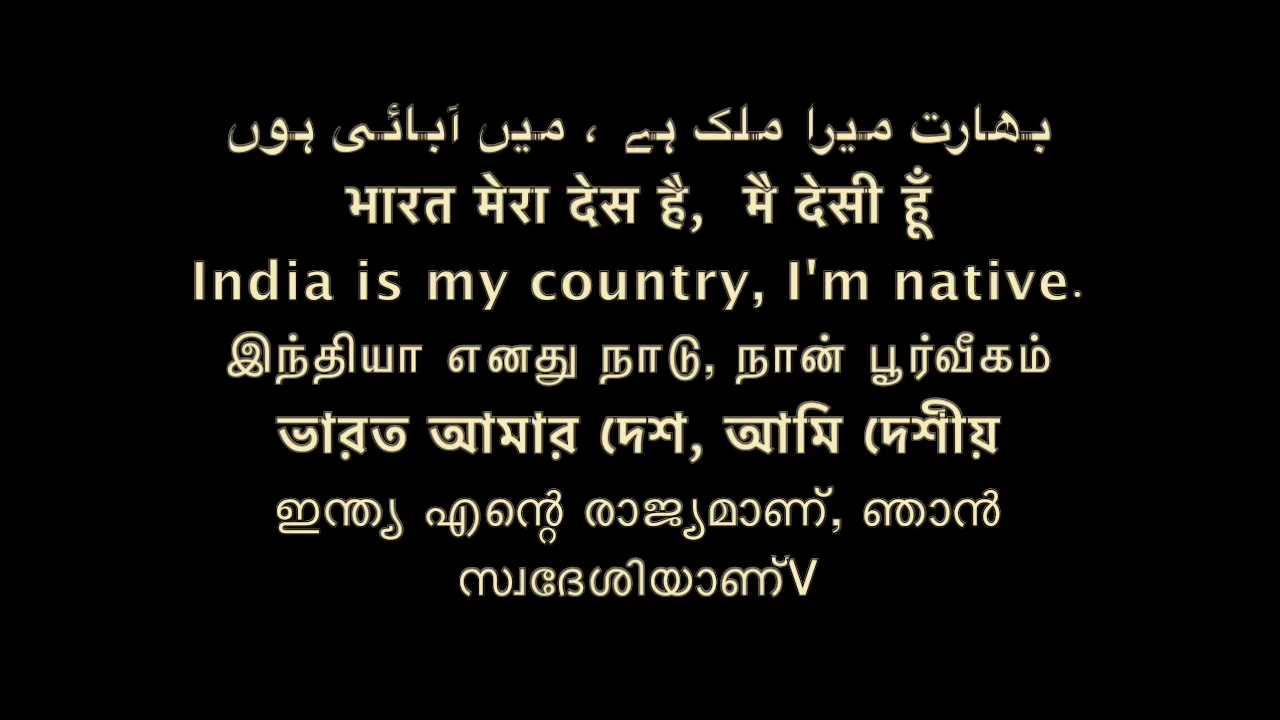 بھارت میرا ملک ہے ، میں آبائی ہوں
भारत मेरा देस है, मै देसी हूँ
India is my country, I'm native.
இந்தியா எனது நாடு, நான் பூர்வீகம்
ভারত আমার দেশ, আমি দেশীয়
ഇന്ത്യ എന്റെ രാജ്യമാണ്, ഞാൻ
സ്വദേശിയാണ്V